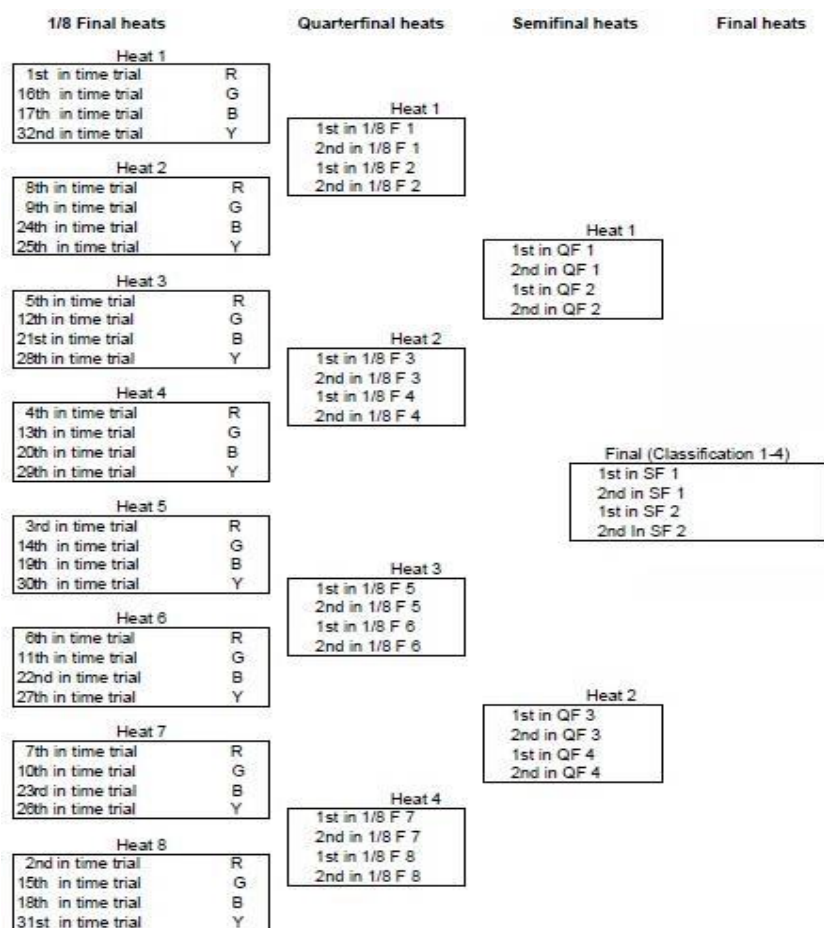 1/8 Final heats
Quarterfinal heats
Semifinal heats
Final heats
Heat 1
1st in time trial R
16th in time trial G
17th in time trial B
32nd in time trial Y
Heat 2
8th in time trial R
9th in time trial G
24th in time trial B
25th in time trial Y
Heat 3
5th in time trial R
12th in time trial G
21st in time trial B
28th in time trial Y
Heat 4
4th in time trial R
13th in time trial G
20th in time trial B
29th in time trial Y
Heat 5
3rd in time trial R
14th in time trial G
19th in time trial B
30th in time trial Y
Heat 6
6th in time trial R
11th in time trial G
22nd in time trial B
27th in time trial Y
Heat 7
7th in time trial R
10th in time trial G
23rd in time trial B
26th in time trial Y
Heat 8
2nd in time trial R
15th in time trial G
18th in time trial B
31st in time trial Y
Heat 1
1st in 1/8 F 1
2nd in 1/8 F 1
1st in 1/8 F 2
2nd in 1/8 F 2
Heat 2
1st in 1/8 F 3
2nd in 1/8 F 3
1st in 1/8 F 4
2nd in 1/8 F 4
Heat 3
1st in 1/8 F 5
2nd in 1/8 F 5
1st in 1/8 F 6
2nd in 1/8 F 6
Heat 4
1st in 1/8 F 7
2nd in 1/8 F 7
1st in 1/8 F 8
2nd in 1/8 F 8
Heat 1
1st in QF 1
2nd in QF 1
1st in QF 2
2nd in QF 2
Heat 2
1st in QF 3
2nd in QF 3
1st in QF 4
2nd in QF 4
Final (Classification 1-4)
1st in SF 1
2nd in SF 1
1st in SF 2
2nd In SF 2